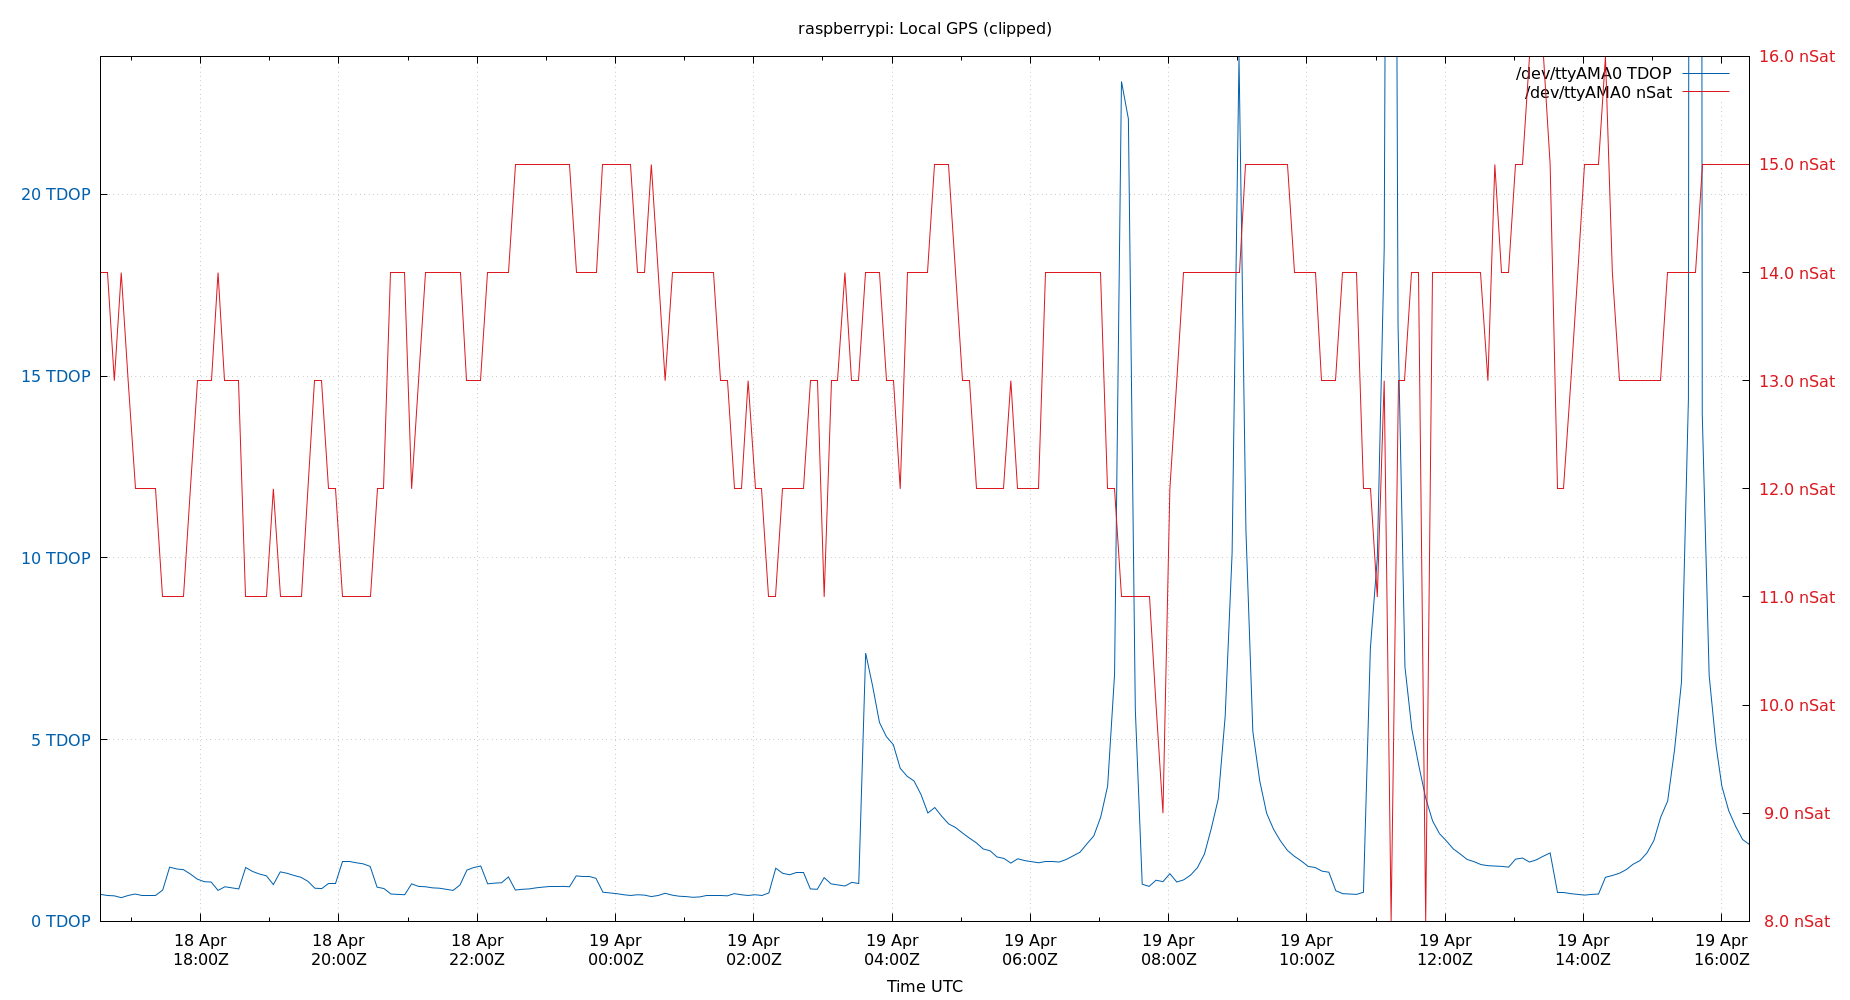 raspberrypi: Local GPS (clipped)
16.0 nSat
/dev/ttyAMA0 TDOP
/dev/ttyAMA0 nSat
15.0 nSat
20 TDOP
14.0 nSat
15 TDOP
13.0 nSat
12.0 nSat
10 TDOP
11.0 nSat
10.0 nSat
5 TDOP
9.0 nSat
0 TDOP
8.0 nSat
18 Apr 18 Apr 18 Apr 19 Apr 19 Apr 19 Apr 19 Apr 19 Apr 19 Apr 19 Apr 19 Apr 19 Apr
18:00Z 20:00Z 22:00Z 00:00Z 02:00Z 04:00Z 06:00Z 08:00Z 10:00Z 12:00Z 14:00Z 16:00Z
Time UTC